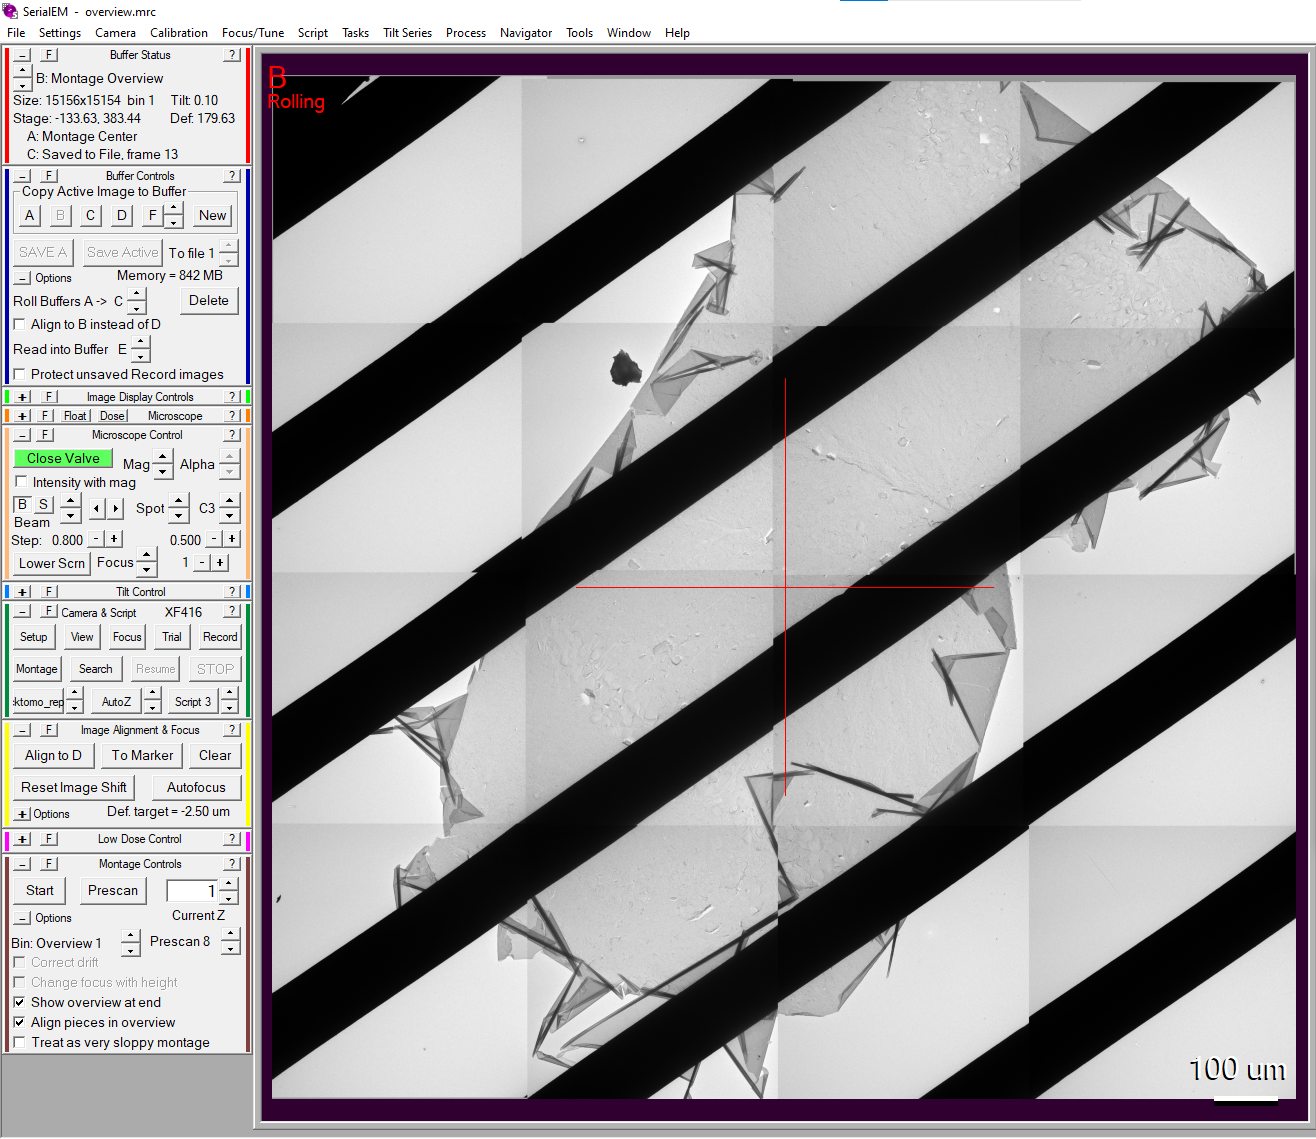 SerialEM - overview.mrc
File Settings Camera Calibration Focus/Tune Script Tasks Tilt Series Process Navigator Tools Window Help
− F Buffer Status ?
B: Montage Overview
Size: 15156x15154 bin 1 Tilt: 0.10
Stage: -133.63, 383.44 Def: 179.63
A: Montage Center
C: Saved to File, frame 13
− F Buffer Controls ?
Copy Active Image to Buffer
A B C D F New
SAVE A Save Active To file 1
− Options Memory = 842 MB
Roll Buffers A -> C Delete
Align to B instead of D
Read into Buffer E
Protect unsaved Record images
+ F Image Display Controls ?
+ F Float Dose Microscope ?
− F Microscope Control ?
Close Valve Mag Alpha
Intensity with mag
B S Spot C3
Beam
Step: 0.800 - + 0.500 - +
Lower Scrn Focus 1 - +
+ F Tilt Control ?
− F Camera & Script XF416 ?
Setup View Focus Trial Record
Montage Search Resume STOP
:ktomo_rep AutoZ Script 3
− F Image Alignment & Focus ?
Align to D To Marker Clear
Reset Image Shift Autofocus
+ Options Def. target = -2.50 um
+ F Low Dose Control ?
− F Montage Controls ?
Start Prescan 1
− Options Current Z
Bin: Overview 1 Prescan 8
Correct drift
Change focus with height
Show overview at end
Align pieces in overview
Treat as very sloppy montage
B
Rolling
100 um